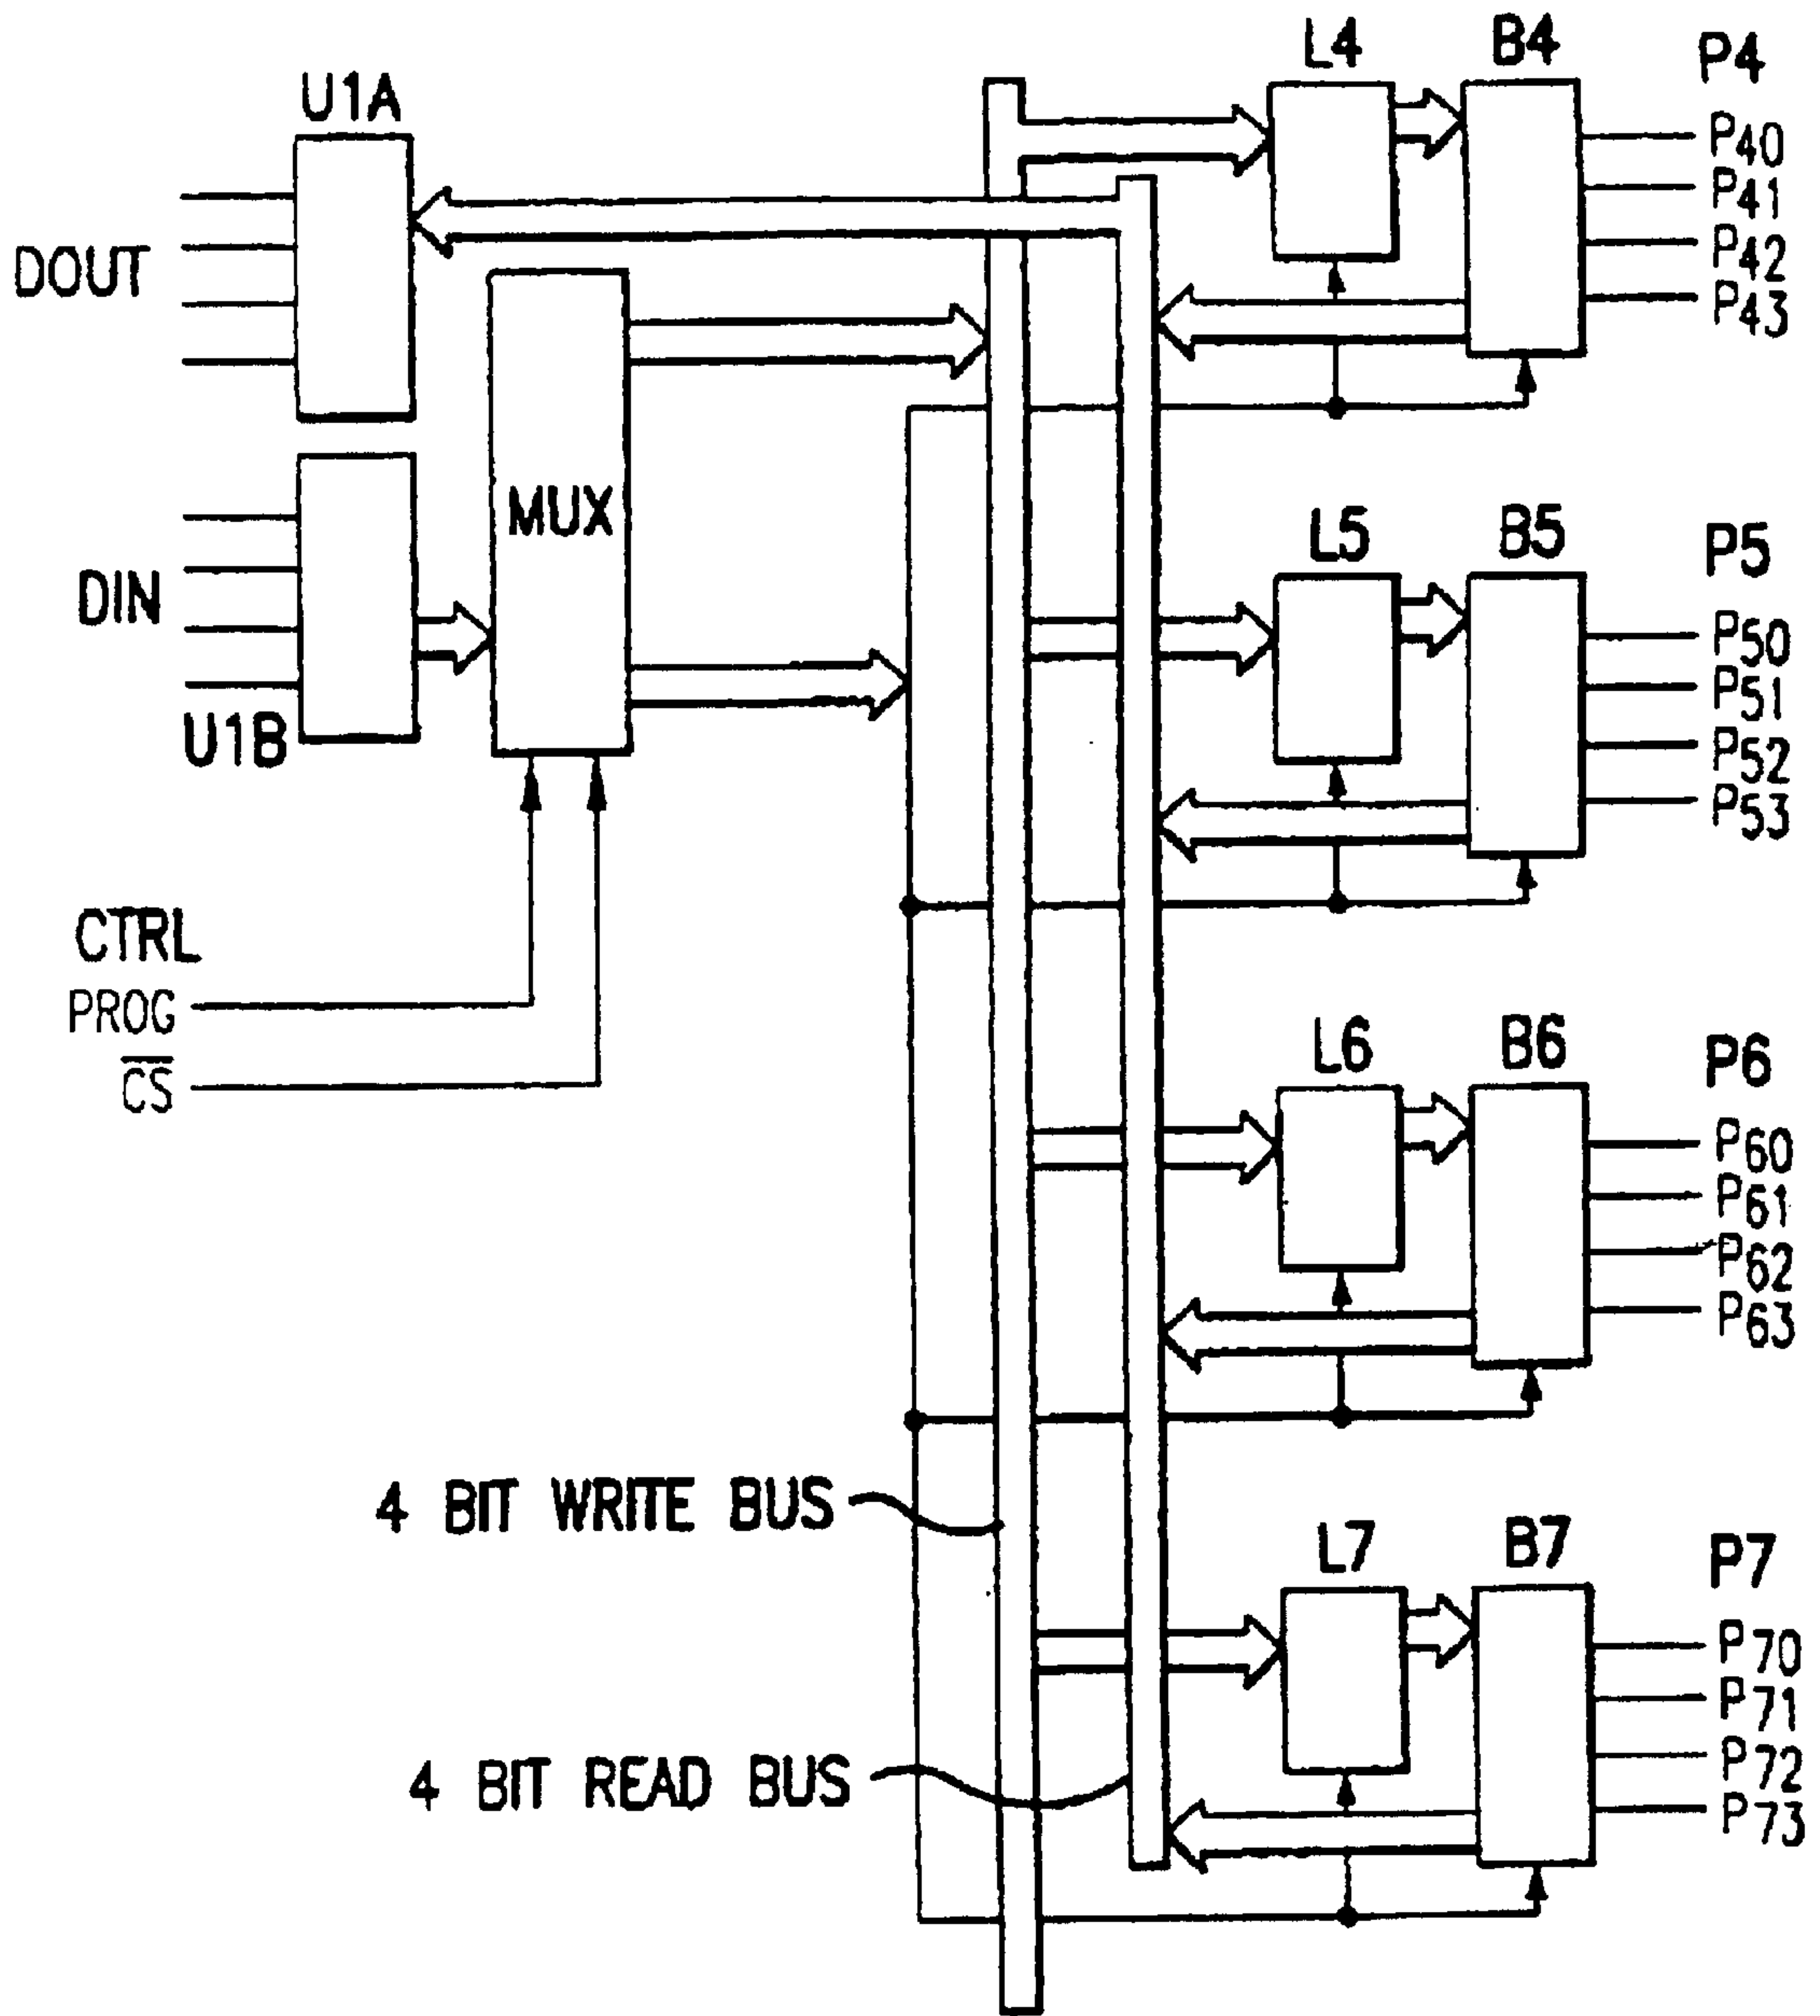 U1A
DOUT
DIN
U1B
MUX
CTRL
PROG
C̅S̅
4 BIT WRITE BUS
4 BIT READ BUS
L4
B4
P4
P40
P41
P42
P43
L5
B5
P5
P50
P51
P52
P53
L6
B6
P6
P60
P61
P62
P63
L7
B7
P7
P70
P71
P72
P73